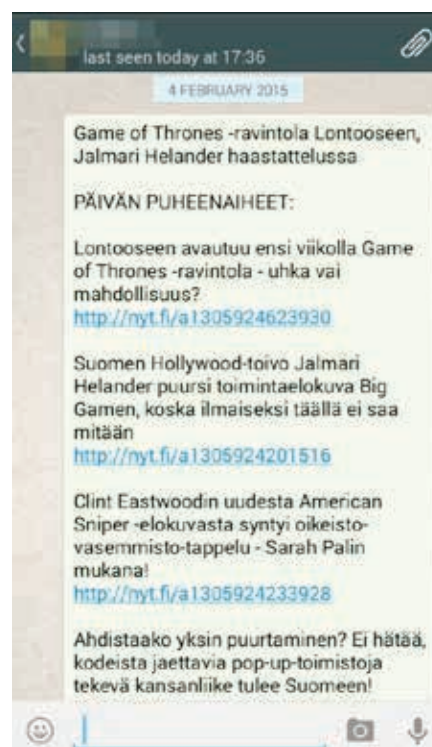 last seen today at 17:36
4 FEBRUARY 2015
Game of Thrones -ravintola Lontooseen,
Jalmari Helander haastattelussa
PÄIVÄN PUHEENAIHEET:
Lontooseen avautuu ensi viikolla Game
of Thrones -ravintola - uhka vai
mahdollisuus?
http://nyt.fi/a1305924623930
Suomen Hollywood-toivo Jalmari
Helander puursi toimintaelokuva Big
Gamen, koska ilmaiseksi täällä ei saa
mitään
http://nyt.fi/a1305924201516
Clint Eastwoodin uudesta American
Sniper -elokuvasta syntyi oikeisto-
vasemmisto-tappelu - Sarah Palin
mukana!
http://nyt.fi/a1305924233928
Ahdistaako yksin puurtaminen? Ei hätää,
kodeista jaettavia pop-up-toimistoja
tekevä kansanliike tulee Suomeen!